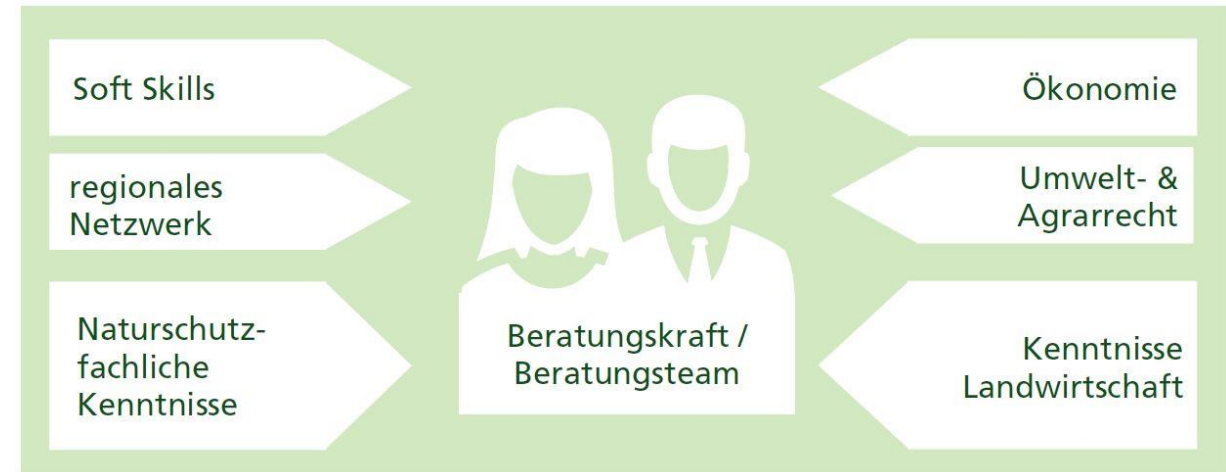 Soft Skills
regionales
Netzwerk
Naturschutz-
fachliche
Kenntnisse
Beratungskraft /
Beratungsteam
Ökonomie
Umwelt- &
Agrarrecht
Kenntnisse
Landwirtschaft